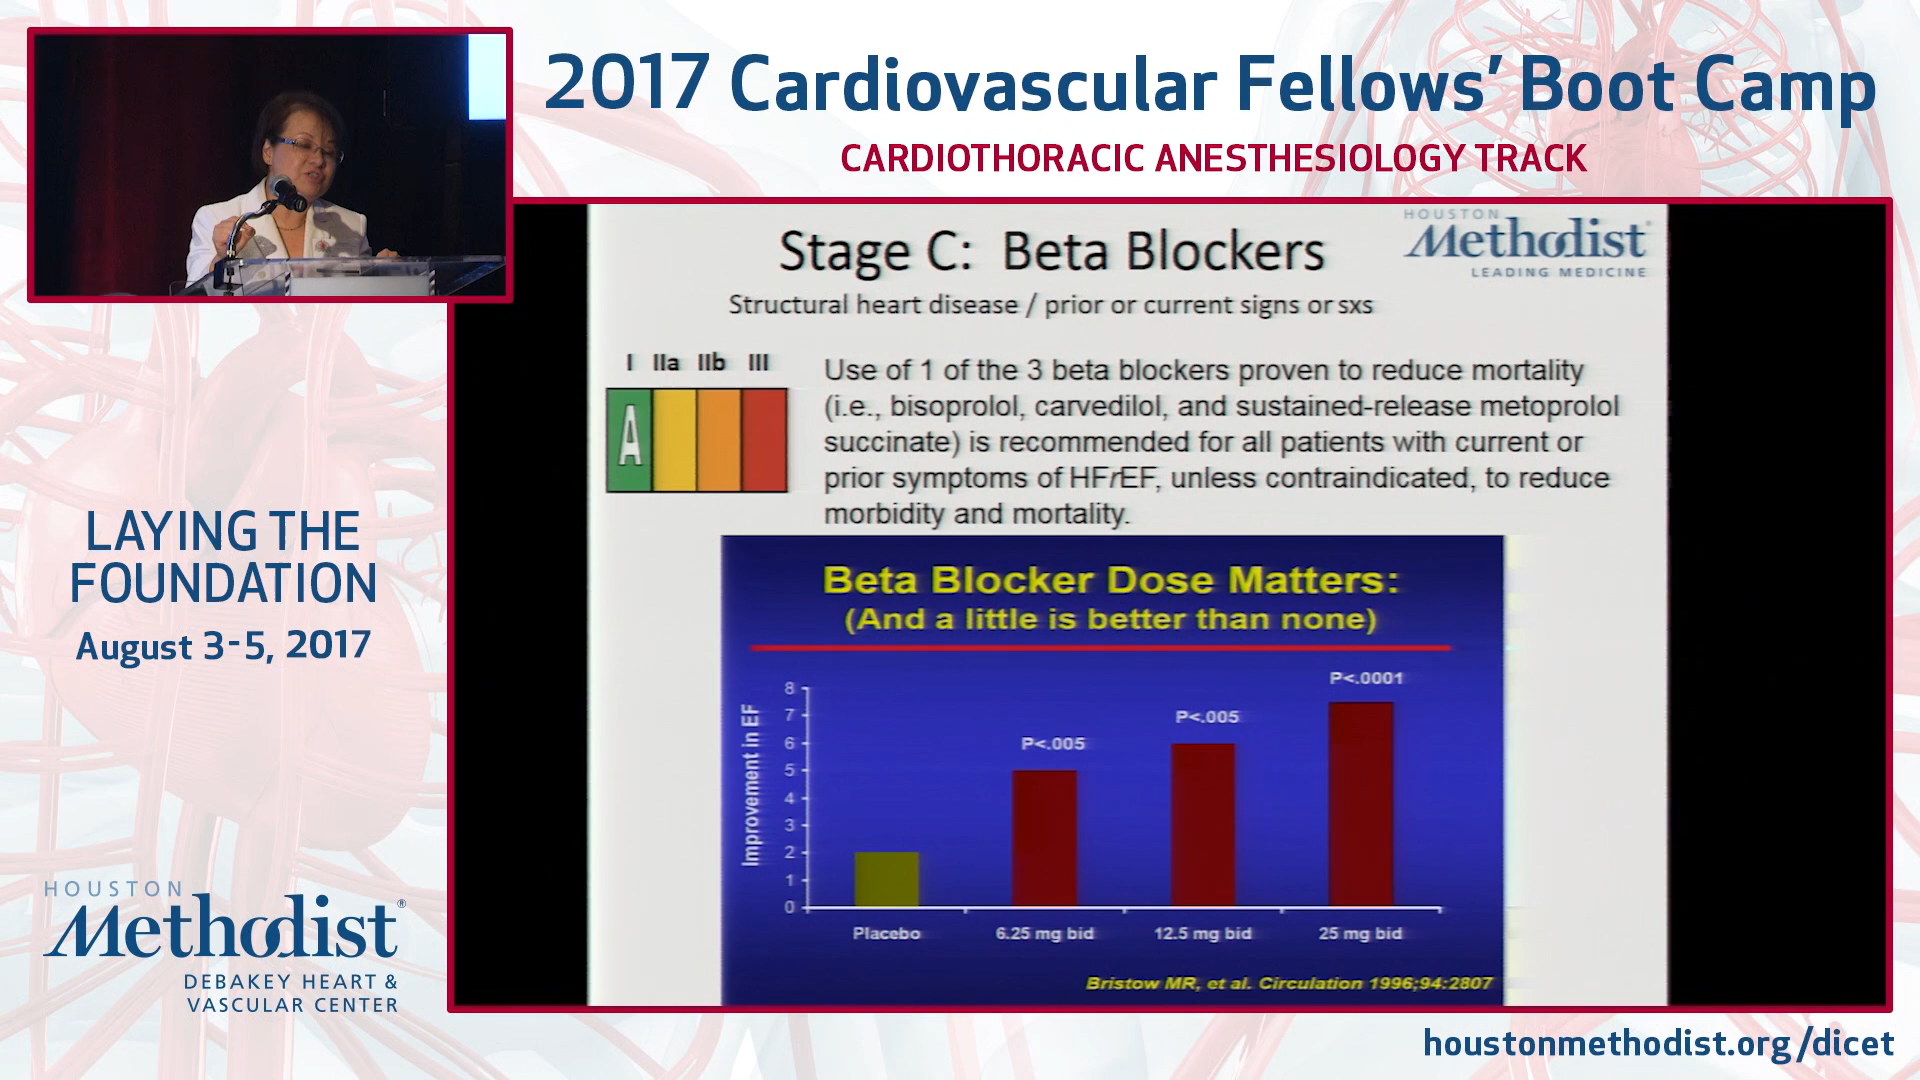 2017 Cardiovascular Fellows’ Boot Camp
CARDIOTHORACIC ANESTHESIOLOGY TRACK
HOUSTON
Methodist
LEADING MEDICINE
Stage C: Beta Blockers
Structural heart disease / prior or current signs or sxs
I IIa IIb III
A
Use of 1 of the 3 beta blockers proven to reduce mortality
(i.e., bisoprolol, carvedilol, and sustained-release metoprolol
succinate) is recommended for all patients with current or
prior symptoms of HFrEF, unless contraindicated, to reduce
morbidity and mortality.
Beta Blocker Dose Matters:
(And a little is better than none)
Improvement in EF
8
7
6
5
4
3
2
1
0
P<.005
P<.005
P<.0001
Placebo 6.25 mg bid 12.5 mg bid 25 mg bid
Bristow MR, et al. Circulation 1996;94:2807
LAYING THE
FOUNDATION
August 3-5, 2017
HOUSTON
Methodist®
DEBAKEY HEART &
VASCULAR CENTER
houstonmethodist.org/dicet